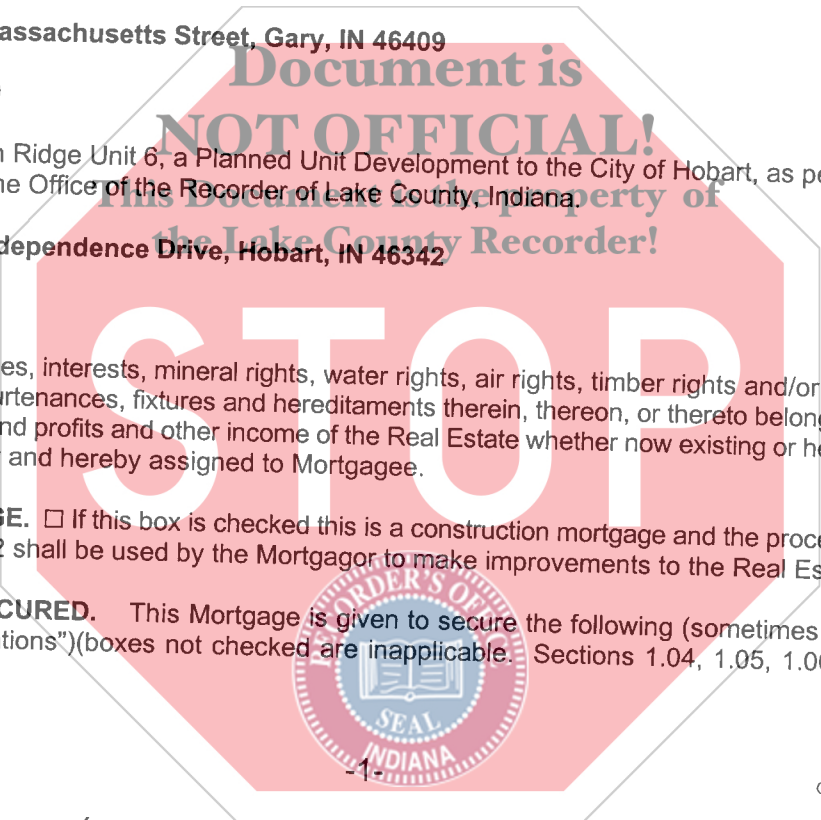 assachusetts Street, Gary, IN 46409
Document is
NOT OFFICIAL!
n Ridge Unit 6, a Planned Unit Development to the City of Hobart, as pe
ne Office of the Recorder of Lake County, Indiana.
This Document is the property of
the Lake County Recorder!
dependence Drive, Hobart, IN 46342
STOP
es, interests, mineral rights, water rights, air rights, timber rights and/or
urtenances, fixtures and hereditaments therein, thereon, or thereto belong
nd profits and other income of the Real Estate whether now existing or he
and hereby assigned to Mortgagee.
GE. ☐ If this box is checked this is a construction mortgage and the proce
2 shall be used by the Mortgagor to make improvements to the Real Es
CURED. This Mortgage is given to secure the following (sometimes
tions")(boxes not checked are inapplicable. Sections 1.04, 1.05, 1.0
RECORDER'S OFFICE
SEAL
INDIANA
-1-